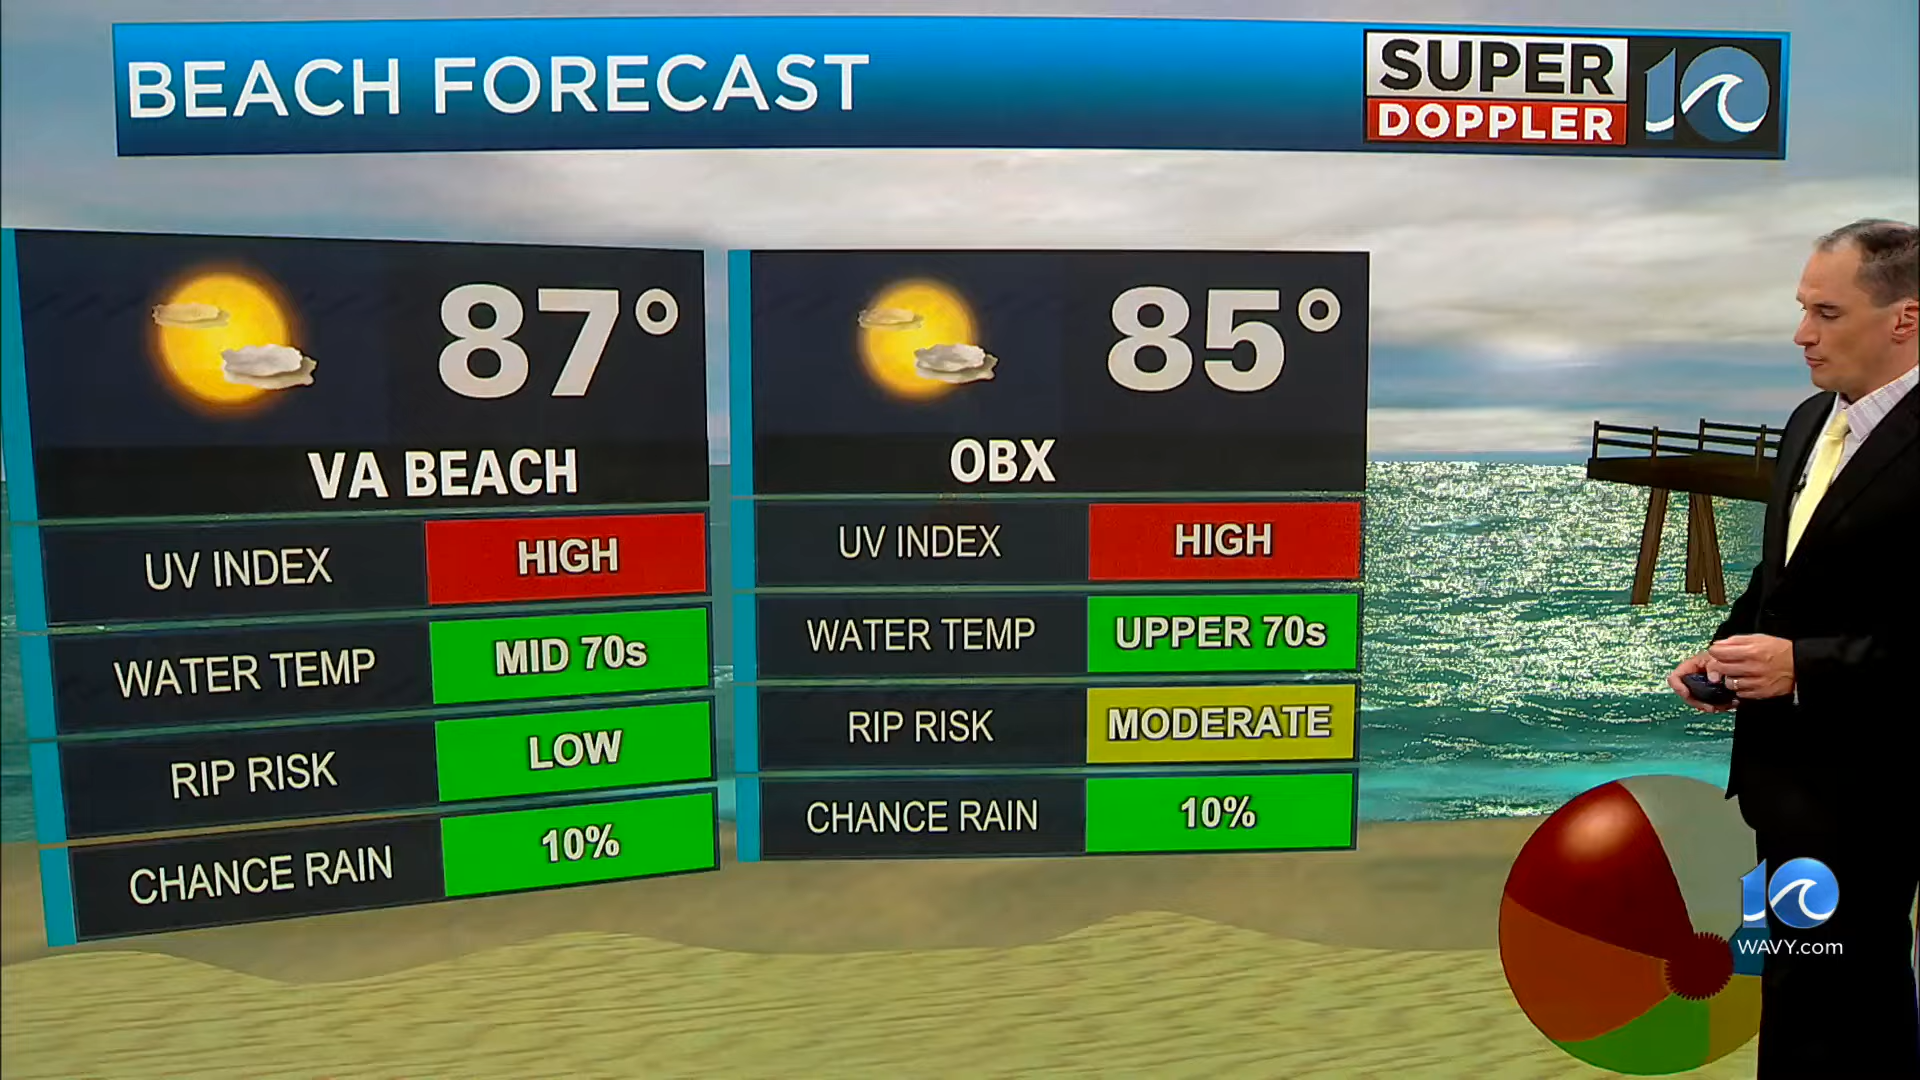 BEACH FORECAST
SUPER
DOPPLER
10
87°
VA BEACH
UV INDEX HIGH
WATER TEMP MID 70s
RIP RISK LOW
CHANCE RAIN 10%
85°
OBX
UV INDEX HIGH
WATER TEMP UPPER 70s
RIP RISK MODERATE
CHANCE RAIN 10%
10
WAVY.com